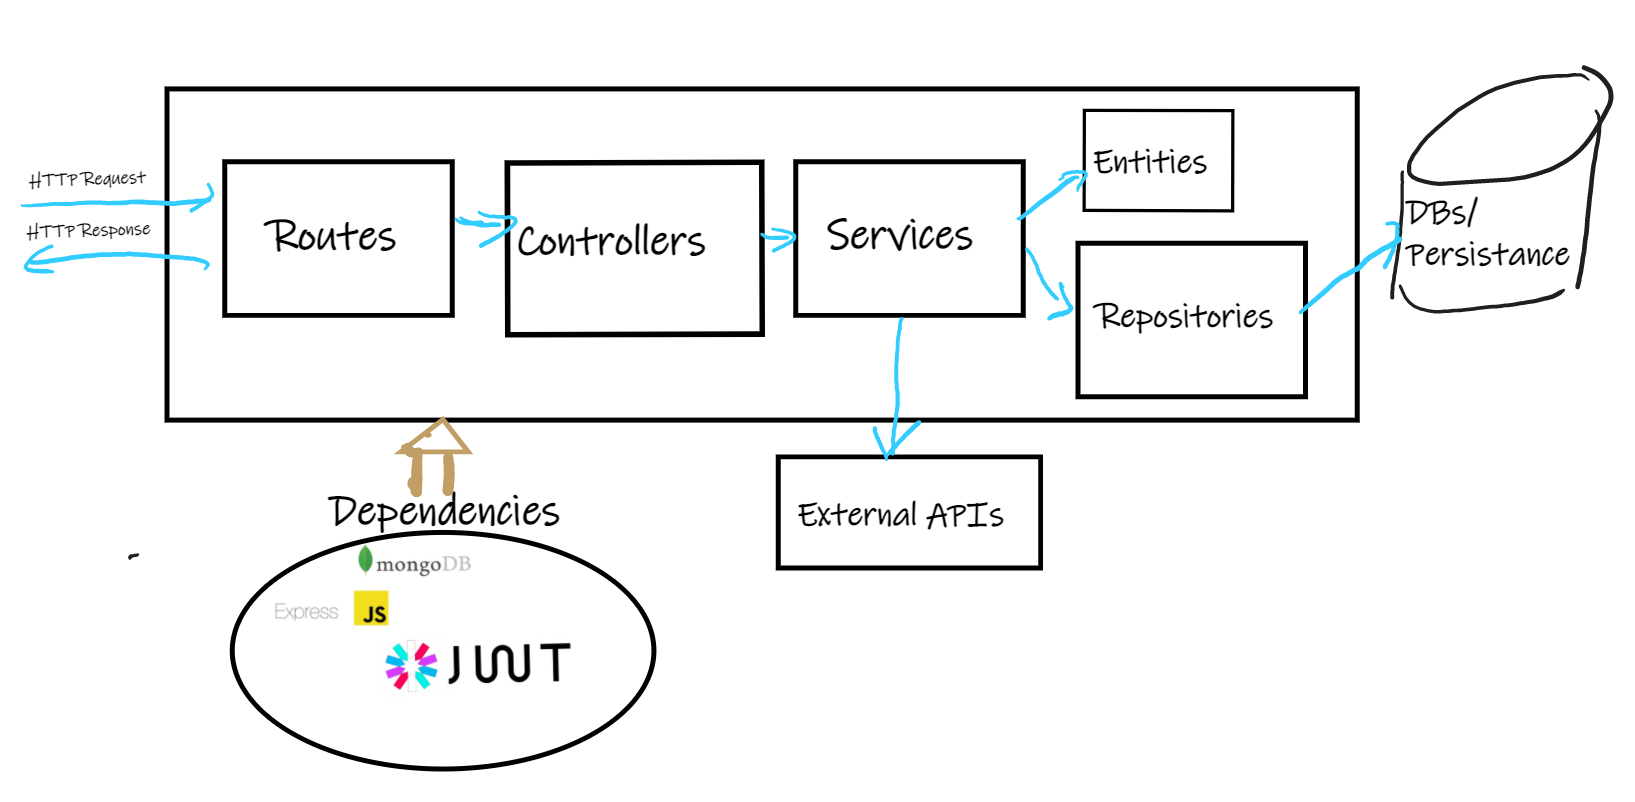 HTTP Request
HTTP Response
Routes
Controllers
Services
Entities
Repositories
DBs/
Persistance
External APIs
Dependencies
mongoDB
Express
JS
JWT